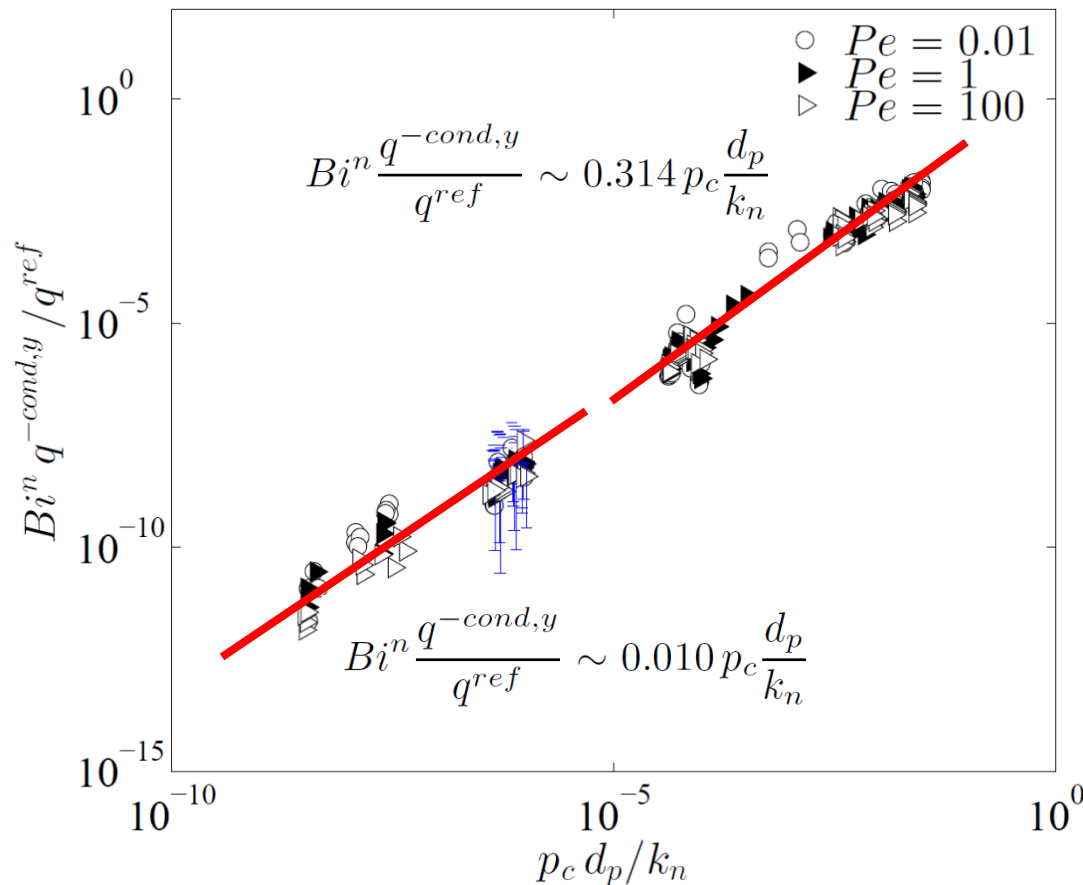 Pe = 0.01
Pe = 1
Pe = 100
10^0
10^-5
10^-10
10^-15
Bi^n q^-cond,y / q^ref ~ 0.314 p_c d_p / k_n
Bi^n q^-cond,y / q^ref ~ 0.010 p_c d_p / k_n
Bi^n q^-cond,y / q^ref
10^-10
10^-5
10^0
p_c d_p / k_n